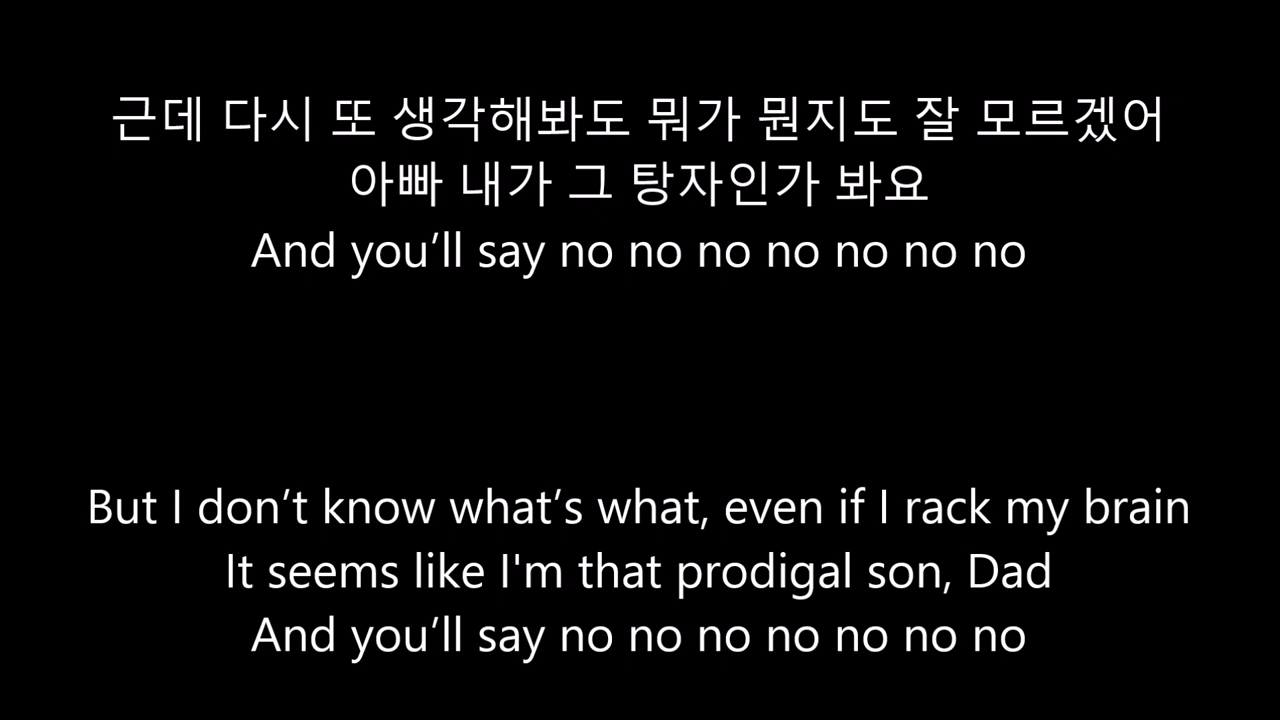 근데 다시 또 생각해봐도 뭐가 뭔지도 잘 모르겠어
아빠 내가 그 탕자인가 봐요
And you’ll say no no no no no no no
But I don’t know what’s what, even if I rack my brain
It seems like I'm that prodigal son, Dad
And you’ll say no no no no no no no